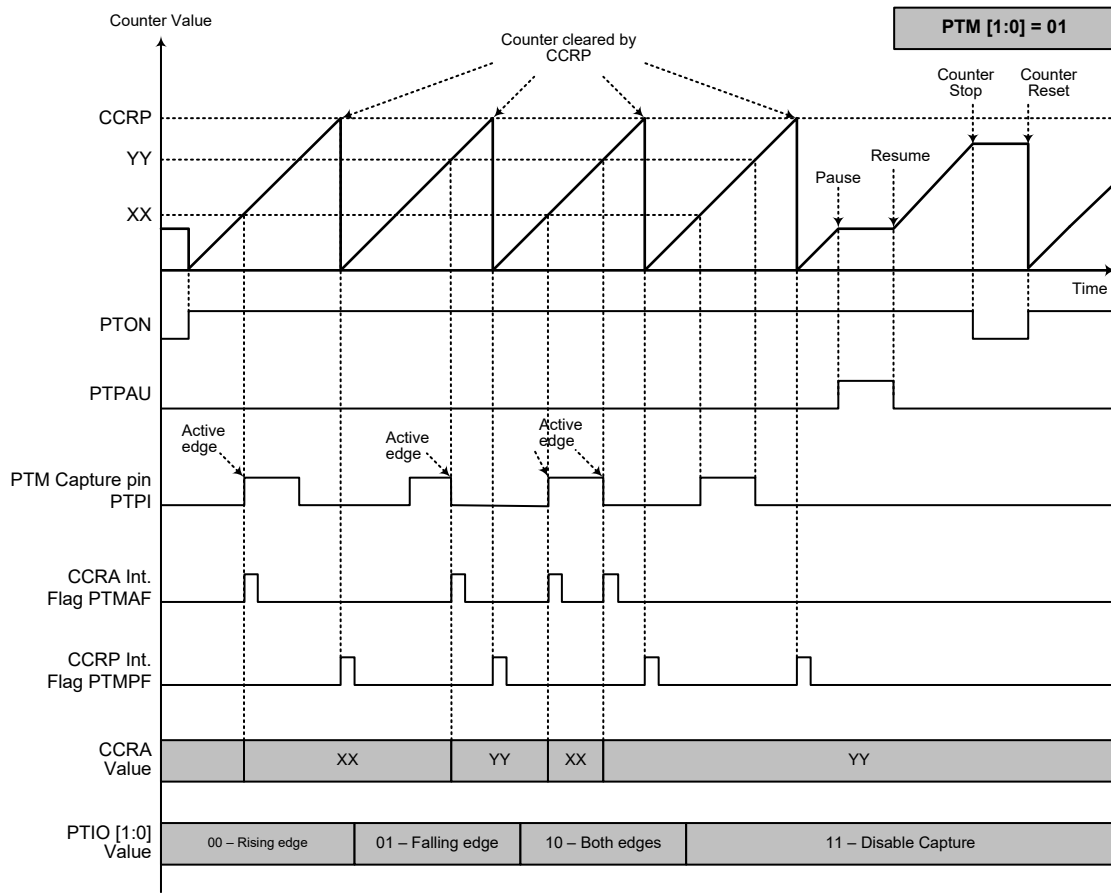 Counter Value
PTM [1:0] = 01
Counter cleared by
CCRP
Counter
Stop
Counter
Reset
CCRP
YY
Resume
Pause
XX
Time
PTON
PTPAU
Active
edge
Active
edge
Active
edge
PTM Capture pin
PTPI
CCRA Int.
Flag PTMAF
CCRP Int.
Flag PTMPF
CCRA
Value
XX
YY
XX
YY
PTIO [1:0]
Value
00 – Rising edge
01 – Falling edge
10 – Both edges
11 – Disable Capture